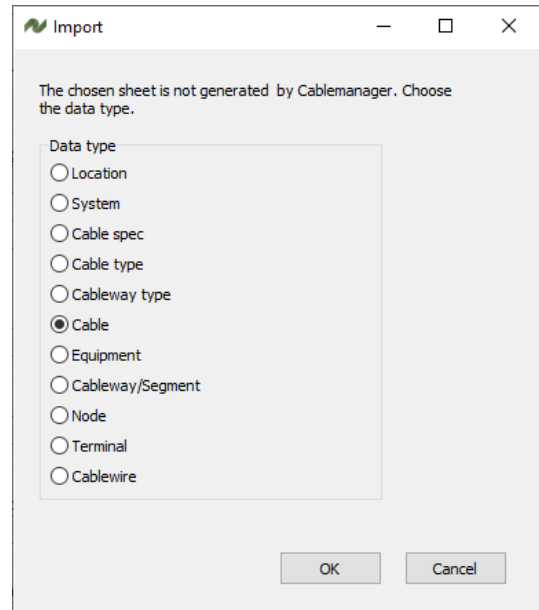 Import
The chosen sheet is not generated by Cablemanager. Choose
the data type.
Data type
Location
System
Cable spec
Cable type
Cableway type
Cable
Equipment
Cableway/Segment
Node
Terminal
Cablewire
OK Cancel